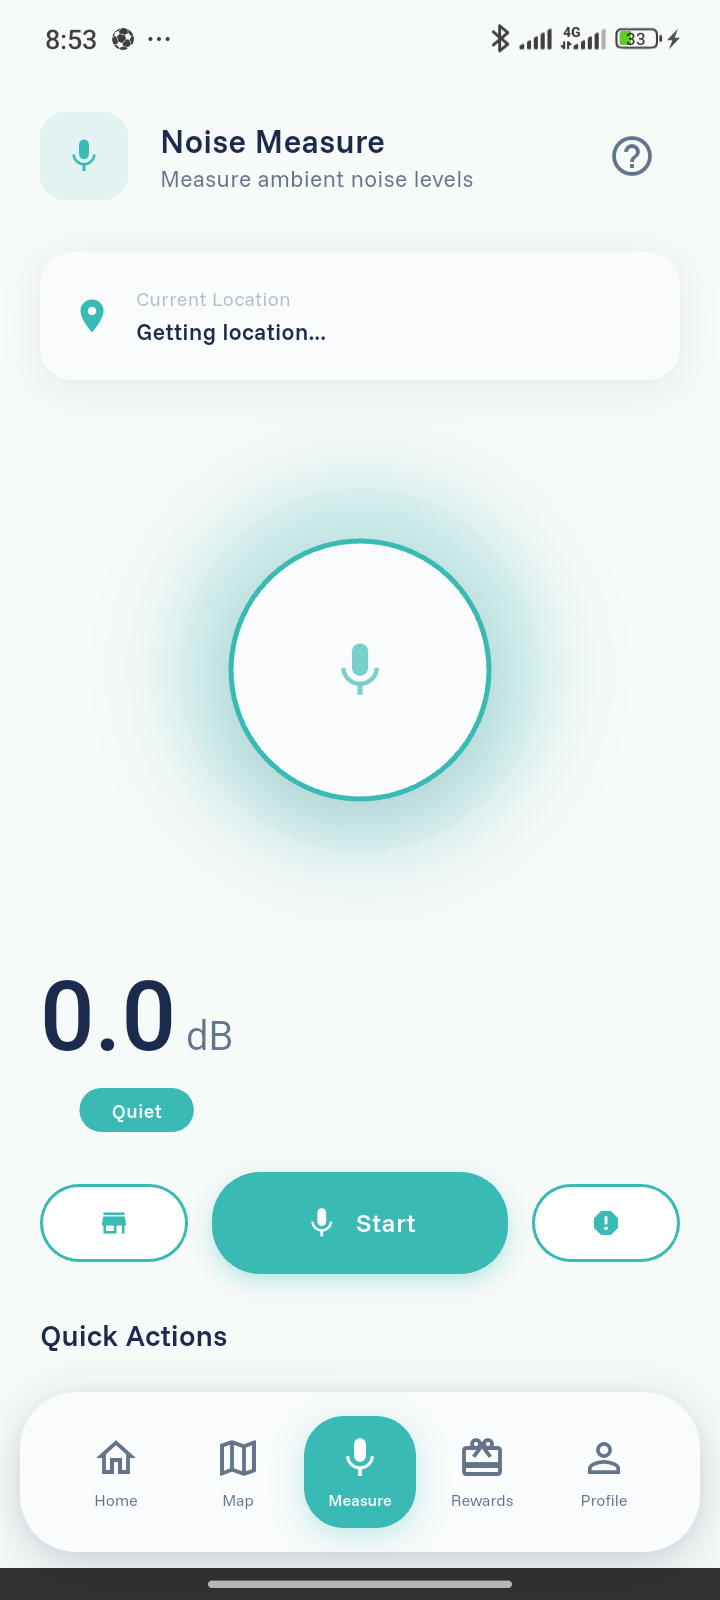 8:53
4G
33
Noise Measure
Measure ambient noise levels
Current Location
Getting location...
0.0 dB
Quiet
Start
Quick Actions
Home Map Measure Rewards Profile